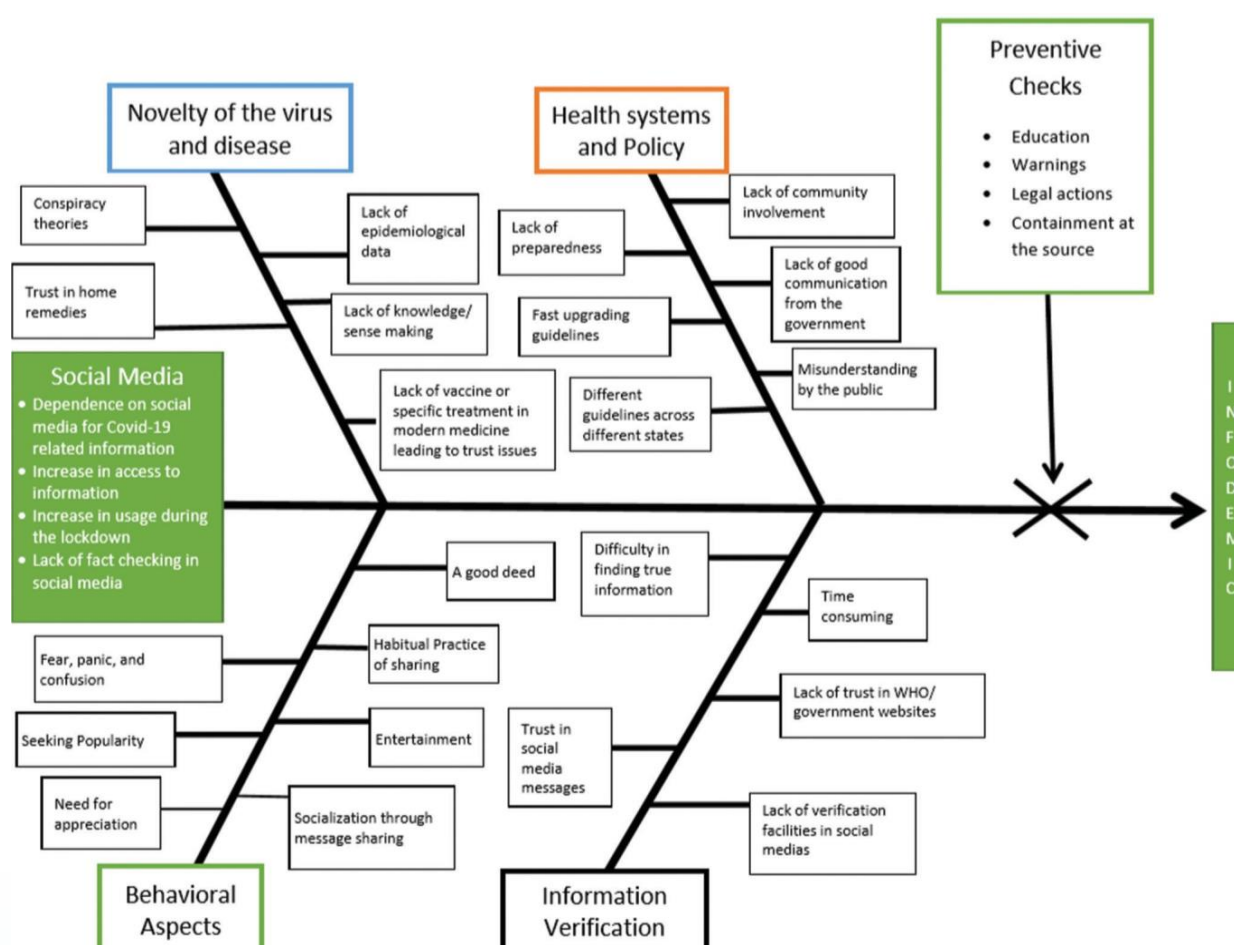 Preventive
Checks
• Education
• Warnings
• Legal actions
• Containment at
the source
Novelty of the virus
and disease
Health systems
and Policy
Conspiracy
theories
Trust in home
remedies
Lack of
epidemiological
data
Lack of knowledge/
sense making
Lack of vaccine or
specific treatment in
modern medicine
leading to trust issues
Lack of
preparedness
Fast upgrading
guidelines
Different
guidelines across
different states
Lack of community
involvement
Lack of good
communication
from the
government
Misunderstanding
by the public
Social Media
• Dependence on social
media for Covid-19
related information
• Increase in access to
information
• Increase in usage during
the lockdown
• Lack of fact checking in
social media
I
N
F
O
D
E
M
I
C
Fear, panic, and
confusion
Seeking Popularity
Need for
appreciation
A good deed
Habitual Practice
of sharing
Entertainment
Socialization through
message sharing
Difficulty in
finding true
information
Trust in
social
media
messages
Time
consuming
Lack of trust in WHO/
government websites
Lack of verification
facilities in social
medias
Behavioral
Aspects
Information
Verification